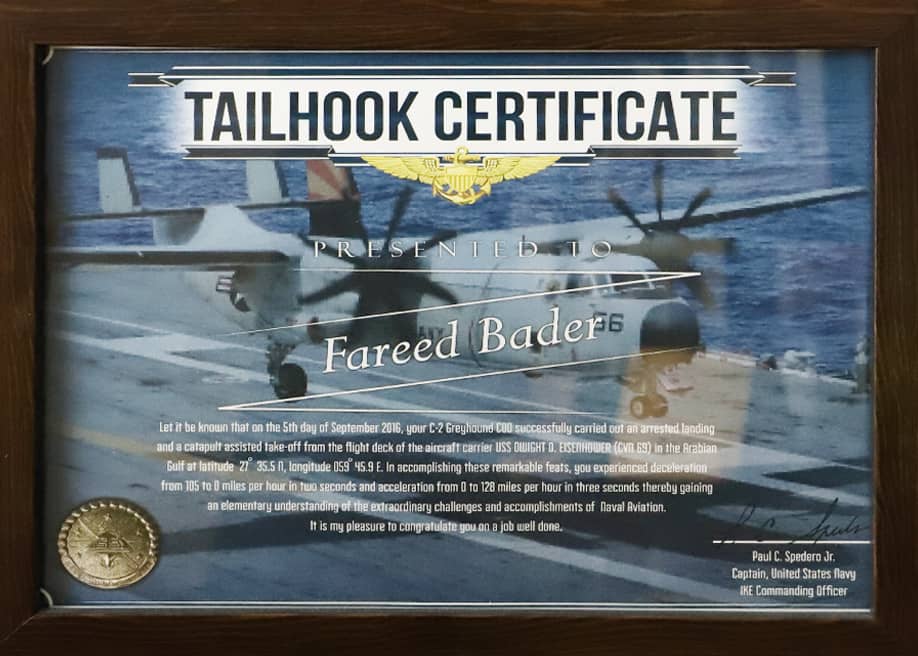 TAILHOOK CERTIFICATE
PRESENTED TO
Fareed Bader
56
Let it be known that on the 5th day of September 2016, your C-2 Greyhound COD successfully carried out an arrested landing
and a catapult assisted take-off from the flight deck of the aircraft carrier USS DWIGHT D. EISENHOWER (CVN 69) in the Arabian
Gulf at latitude 27° 35.5 N, longitude 059° 45.9 E. In accomplishing these remarkable feats, you experienced deceleration
from 105 to 0 miles per hour in two seconds and acceleration from 0 to 128 miles per hour in three seconds thereby gaining
an elementary understanding of the extraordinary challenges and accomplishments of Naval Aviation.
It is my pleasure to congratulate you on a job well done.
Paul C. Spedero Jr.
Captain, United States Navy
IKE Commanding Officer